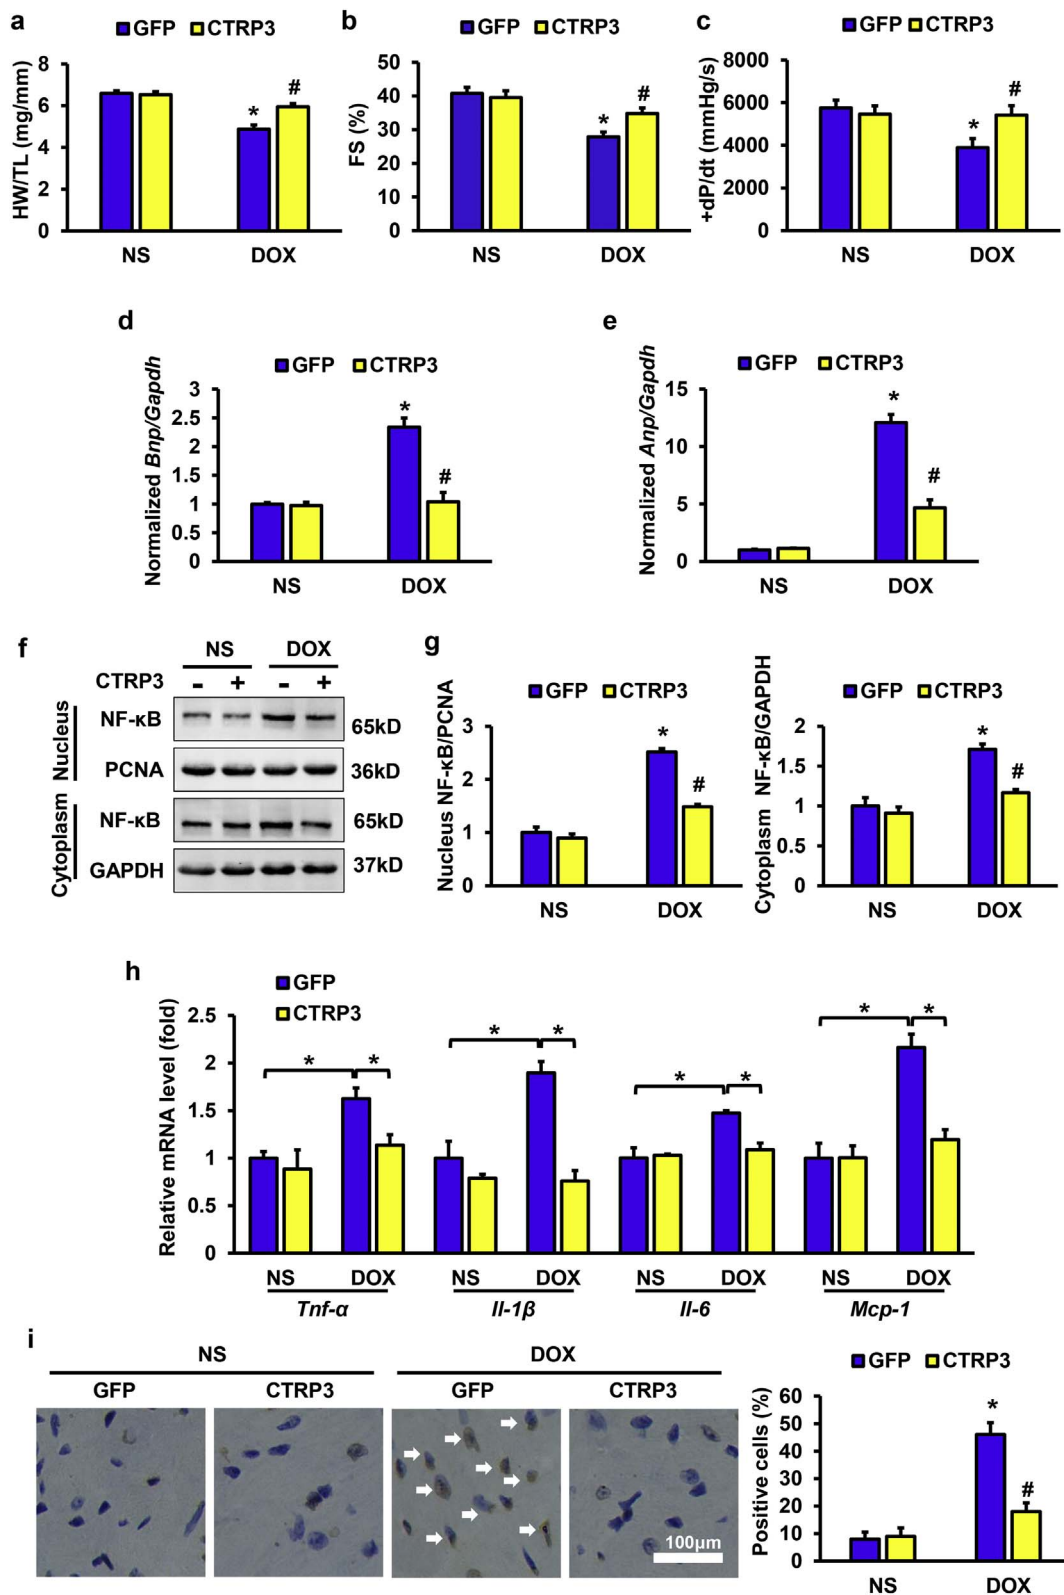 a
GFP CTRP3
HW/TL (mg/mm)
8
6
4
2
0
*
#
NS DOX
b
GFP CTRP3
FS (%)
50
40
30
20
10
0
*
#
NS DOX
c
GFP CTRP3
+dP/dt (mmHg/s)
8000
6000
4000
2000
0
*
#
NS DOX
d
GFP CTRP3
Normalized Bnp/Gapdh
3
2.5
2
1.5
1
0.5
0
*
#
NS DOX
e
GFP CTRP3
Normalized Anp/Gapdh
15
10
5
0
*
#
NS DOX
f
NS DOX
CTRP3 - + - +
Nucleus
NF-κB 65kD
PCNA 36kD
Cytoplasm
NF-κB 65kD
GAPDH 37kD
g
GFP CTRP3
Nucleus NF-κB/PCNA
3
2
1
0
*
#
NS DOX
GFP CTRP3
Cytoplasm NF-κB/GAPDH
2
1.5
1
0.5
0
*
#
NS DOX
h
GFP
CTRP3
Relative mRNA level (fold)
2.5
2
1.5
1
0.5
0
* * * * * * * *
NS DOX NS DOX NS DOX NS DOX
Tnf-α Il-1β Il-6 Mcp-1
i
NS DOX
GFP CTRP3 GFP CTRP3
100μm
GFP CTRP3
Positive cells (%)
60
50
40
30
20
10
0
*
#
NS DOX